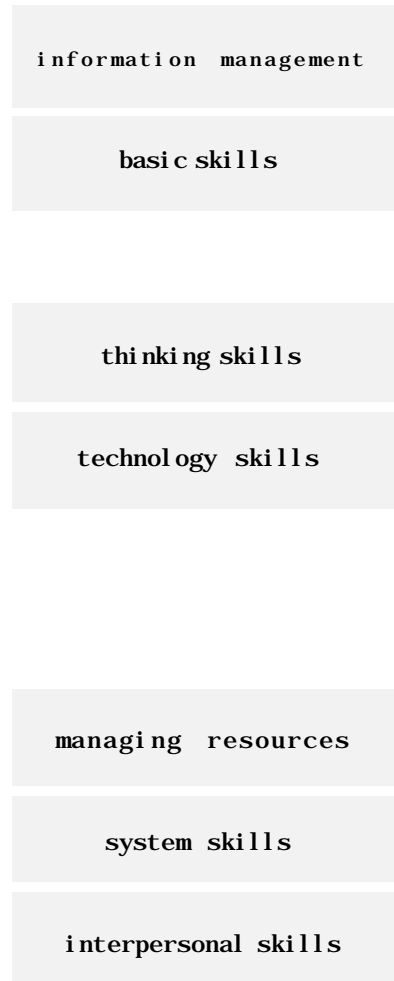 information management
basic skills
thinking skills
technology skills
managing resources
system skills
interpersonal skills